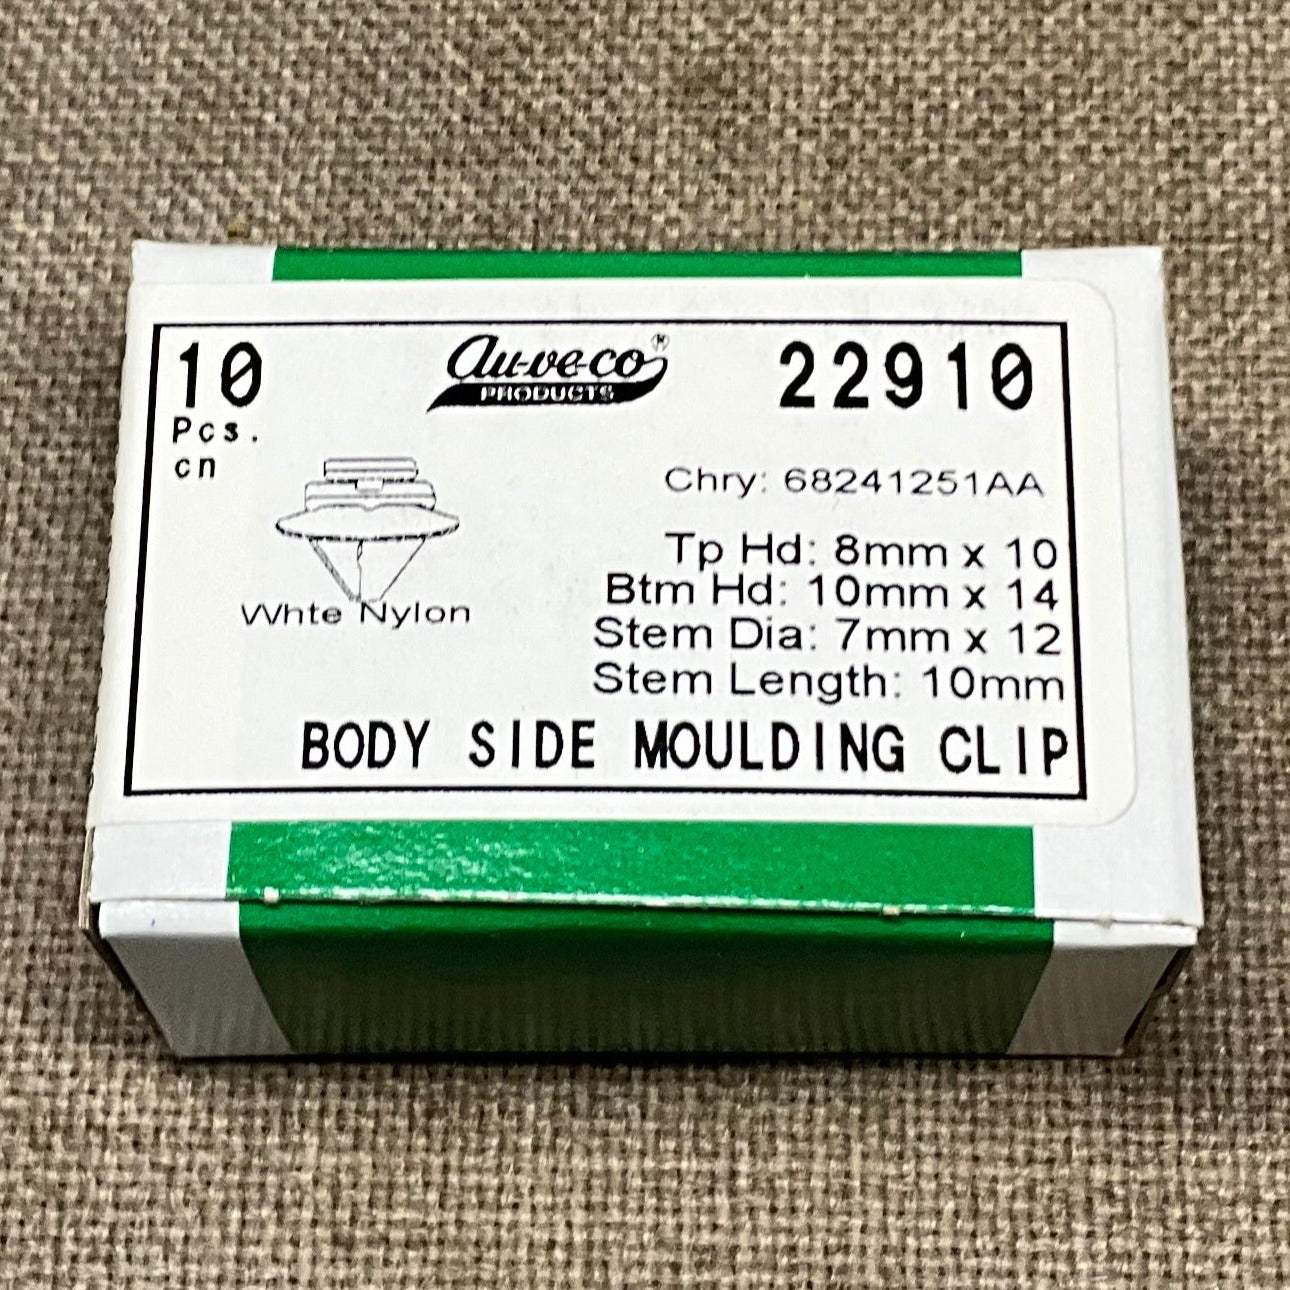 10
Pcs.
cn
au-ve-co®
PRODUCTS
22910
Chry: 68241251AA
Tp Hd: 8mm x 10
Btm Hd: 10mm x 14
Stem Dia: 7mm x 12
Stem Length: 10mm
Whte Nylon
BODY SIDE MOULDING CLIP